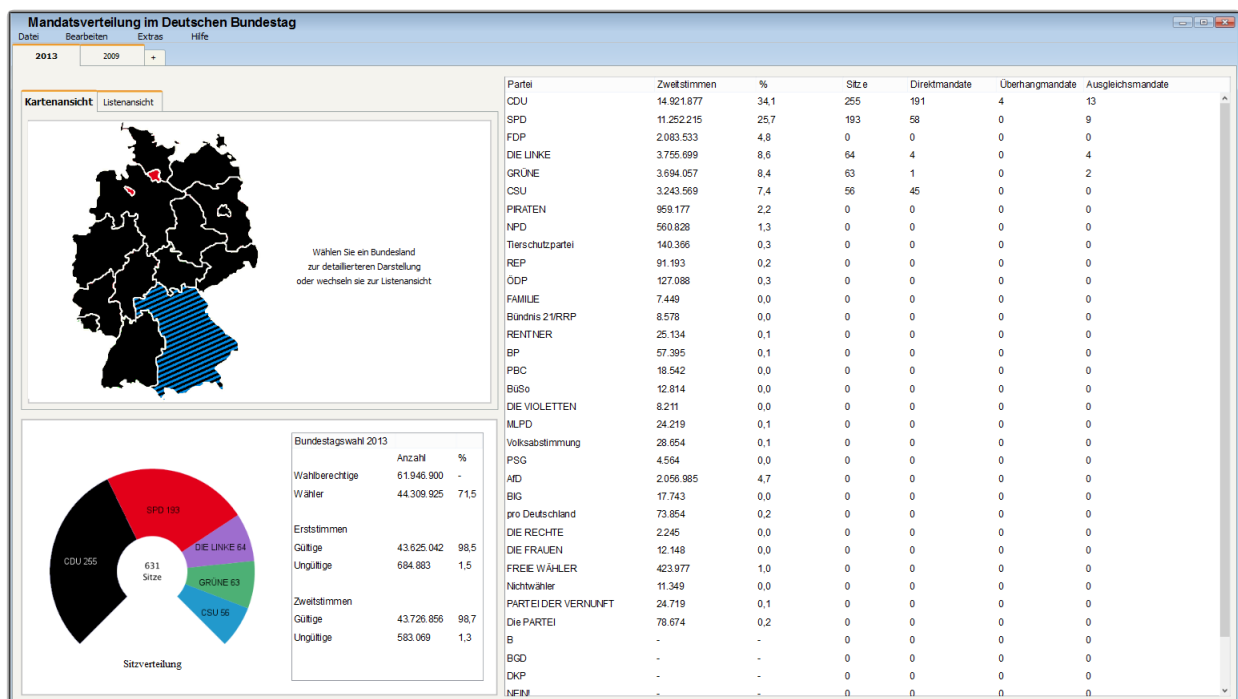 Mandatsverteilung im Deutschen Bundestag
Datei Bearbeiten Extras Hilfe
2013 2009 +
Kartenansicht Listenansicht
Wählen Sie ein Bundesland
zur detaillierteren Darstellung
oder wechseln sie zur Listenansicht
SPD 193
DIE LINKE 64
CDU 255
631
Sitze
GRÜNE 63
CSU 56
Sitzverteilung
Bundestagswahl 2013
Anzahl %
Wahlberechtige 61.946.900 -
Wähler 44.309.925 71,5
Erststimmen
Gültige 43.625.042 98,5
Ungültige 684.883 1,5
Zweitstimmen
Gültige 43.726.856 98,7
Ungültige 583.069 1,3
Partei Zweitstimmen % Sitze Direktmandate Überhangmandate Ausgleichsmandate
CDU 14.921.877 34,1 255 191 4 13
SPD 11.252.215 25,7 193 58 0 9
FDP 2.083.533 4,8 0 0 0 0
DIE LINKE 3.755.699 8,6 64 4 0 4
GRÜNE 3.694.057 8,4 63 1 0 2
CSU 3.243.569 7,4 56 45 0 0
PIRATEN 959.177 2,2 0 0 0 0
NPD 560.828 1,3 0 0 0 0
Tierschutzpartei 140.366 0,3 0 0 0 0
REP 91.193 0,2 0 0 0 0
ÖDP 127.088 0,3 0 0 0 0
FAMILIE 7.449 0,0 0 0 0 0
Bündnis 21/RRP 8.578 0,0 0 0 0 0
RENTNER 25.134 0,1 0 0 0 0
BP 57.395 0,1 0 0 0 0
PBC 18.542 0,0 0 0 0 0
BüSo 12.814 0,0 0 0 0 0
DIE VIOLETTEN 8.211 0,0 0 0 0 0
MLPD 24.219 0,1 0 0 0 0
Volksabstimmung 28.654 0,1 0 0 0 0
PSG 4.564 0,0 0 0 0 0
AfD 2.056.985 4,7 0 0 0 0
BIG 17.743 0,0 0 0 0 0
pro Deutschland 73.854 0,2 0 0 0 0
DIE RECHTE 2.245 0,0 0 0 0 0
DIE FRAUEN 12.148 0,0 0 0 0 0
FREIE WÄHLER 423.977 1,0 0 0 0 0
Nichtwähler 11.349 0,0 0 0 0 0
PARTEI DER VERNUNFT 24.719 0,1 0 0 0 0
Die PARTEI 78.674 0,2 0 0 0 0
B - - 0 0 0 0
BGD - - 0 0 0 0
DKP - - 0 0 0 0
NEIN! - - 0 0 0 0